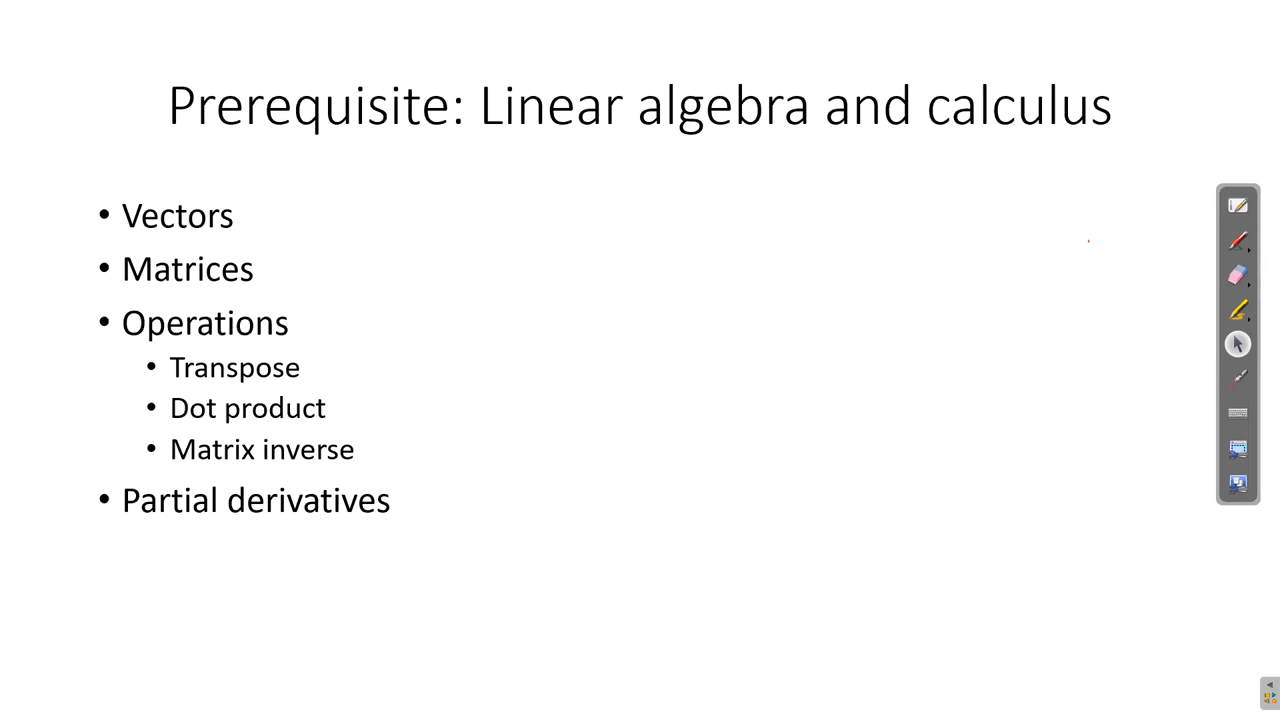 Prerequisite: Linear algebra and calculus
• Vectors
• Matrices
• Operations
• Transpose
• Dot product
• Matrix inverse
• Partial derivatives